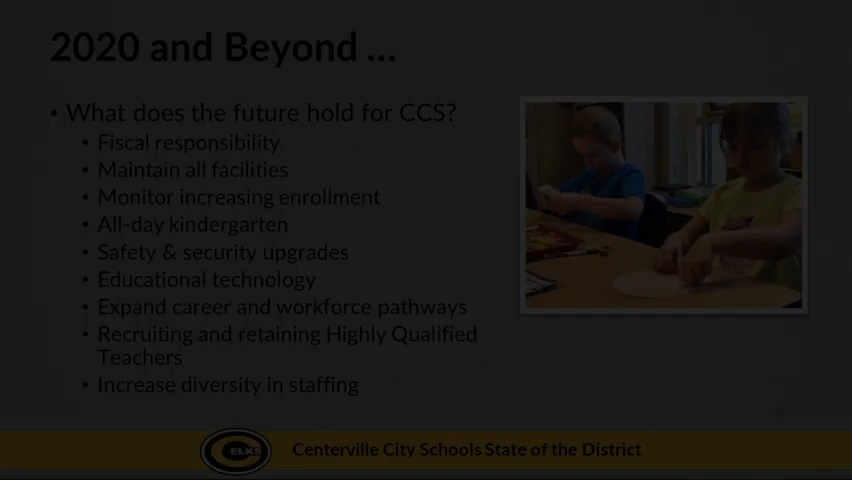 2020 and Beyond ...
• What does the future hold for CCS?
▪ Fiscal responsibility
▪ Maintain all facilities
▪ Monitor increasing enrollment
▪ All-day kindergarten
▪ Safety & security upgrades
▪ Educational technology
▪ Expand career and workforce pathways
▪ Recruiting and retaining Highly Qualified
Teachers
▪ Increase diversity in staffing
ELKS
Centerville City Schools State of the District